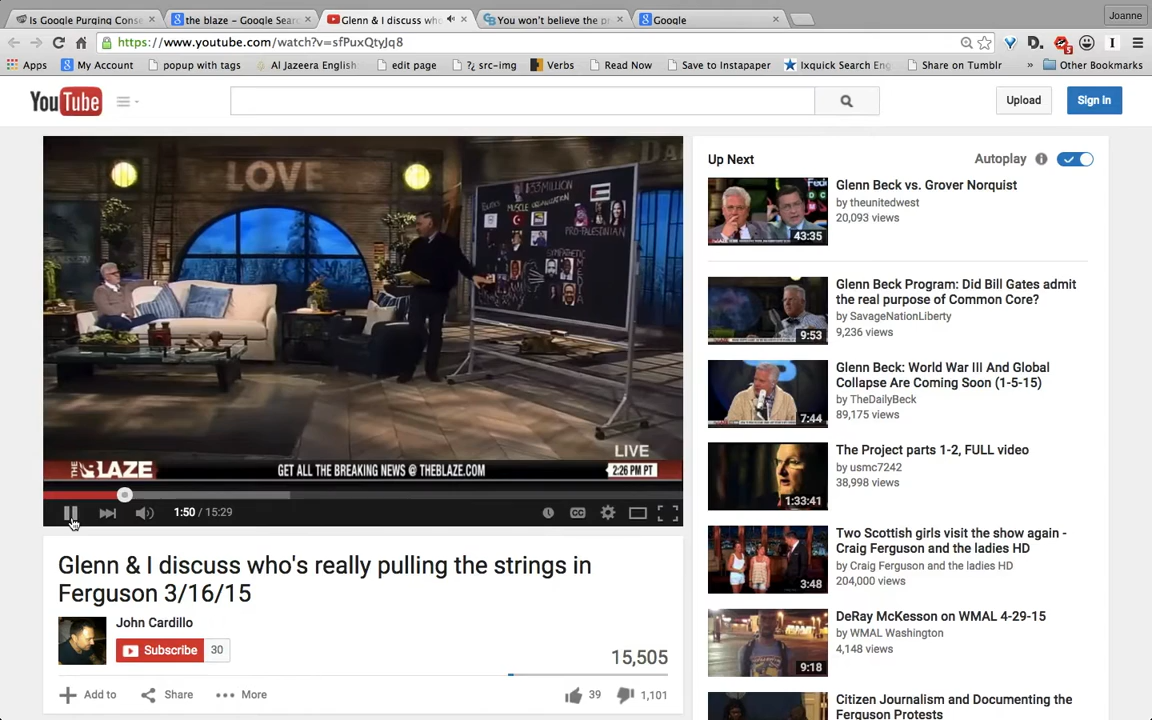 Is Google Purging Conse
the blaze - Google Sear
Glenn & I discuss who
You won't believe the p
Google
Joanne
https://www.youtube.com/watch?v=sfPuxQtyJq8
Apps
My Account
popup with tags
Al Jazeera English
edit page
?¿ src-img
Verbs
Read Now
Save to Instapaper
Ixquick Search Eng
Share on Tumblr
»
Other Bookmarks
YouTube
Upload
Sign in
LOVE
$33 MILLION
MUSCLE
PRO-PALESTINIAN
MEDIA
LIVE
THE BLAZE
GET ALL THE BREAKING NEWS @ THEBLAZE.COM
2:26 PM PT
1:50 / 15:29
CC
Glenn & I discuss who's really pulling the strings in
Ferguson 3/16/15
John Cardillo
Subscribe
30
15,505
Add to
Share
More
39
1,101
Up Next
Autoplay
Glenn Beck vs. Grover Norquist
by theunitedwest
20,093 views
43:35
Glenn Beck Program: Did Bill Gates admit
the real purpose of Common Core?
by SavageNationLiberty
9,236 views
9:53
Glenn Beck: World War III And Global
Collapse Are Coming Soon (1-5-15)
by TheDailyBeck
89,175 views
7:44
The Project parts 1-2, FULL video
by usmc7242
38,998 views
1:33:41
Two Scottish girls visit the show again -
Craig Ferguson and the ladies HD
by Craig Ferguson and the ladies HD
204,000 views
3:48
DeRay McKesson on WMAL 4-29-15
by WMAL Washington
4,148 views
9:18
Citizen Journalism and Documenting the
Ferguson Protests